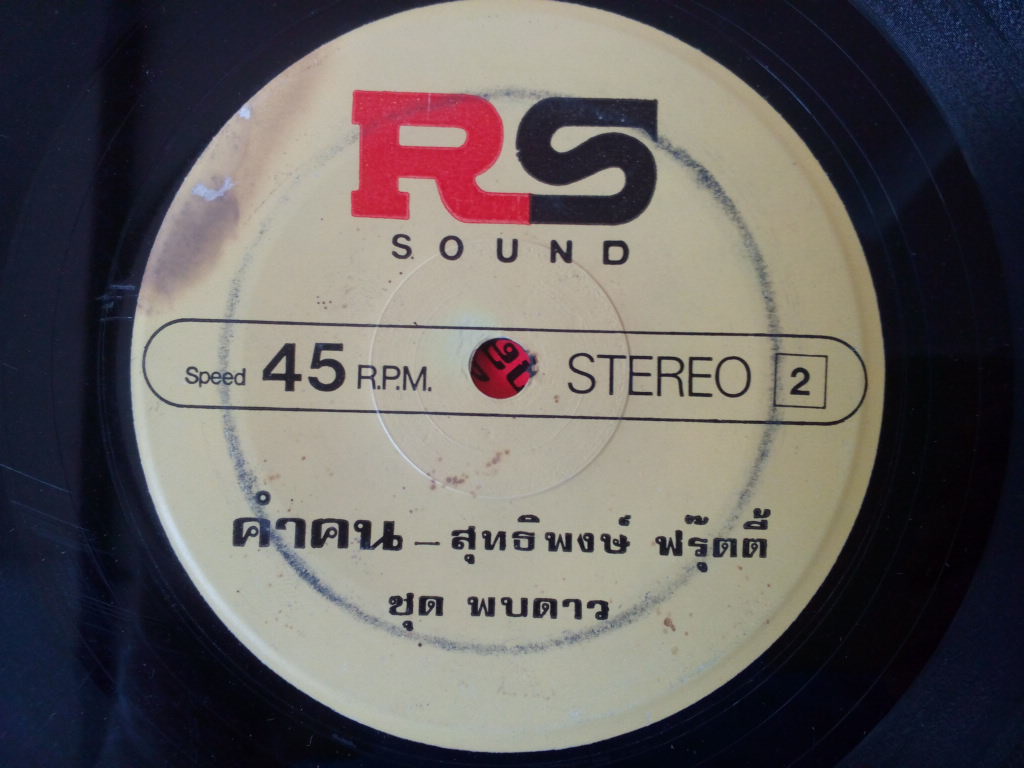 RS
SOUND
Speed 45 R.P.M. STEREO 2
คำคน – สุทธิพงษ์ ฟรุ๊ตตี้
ชุด พบดาว